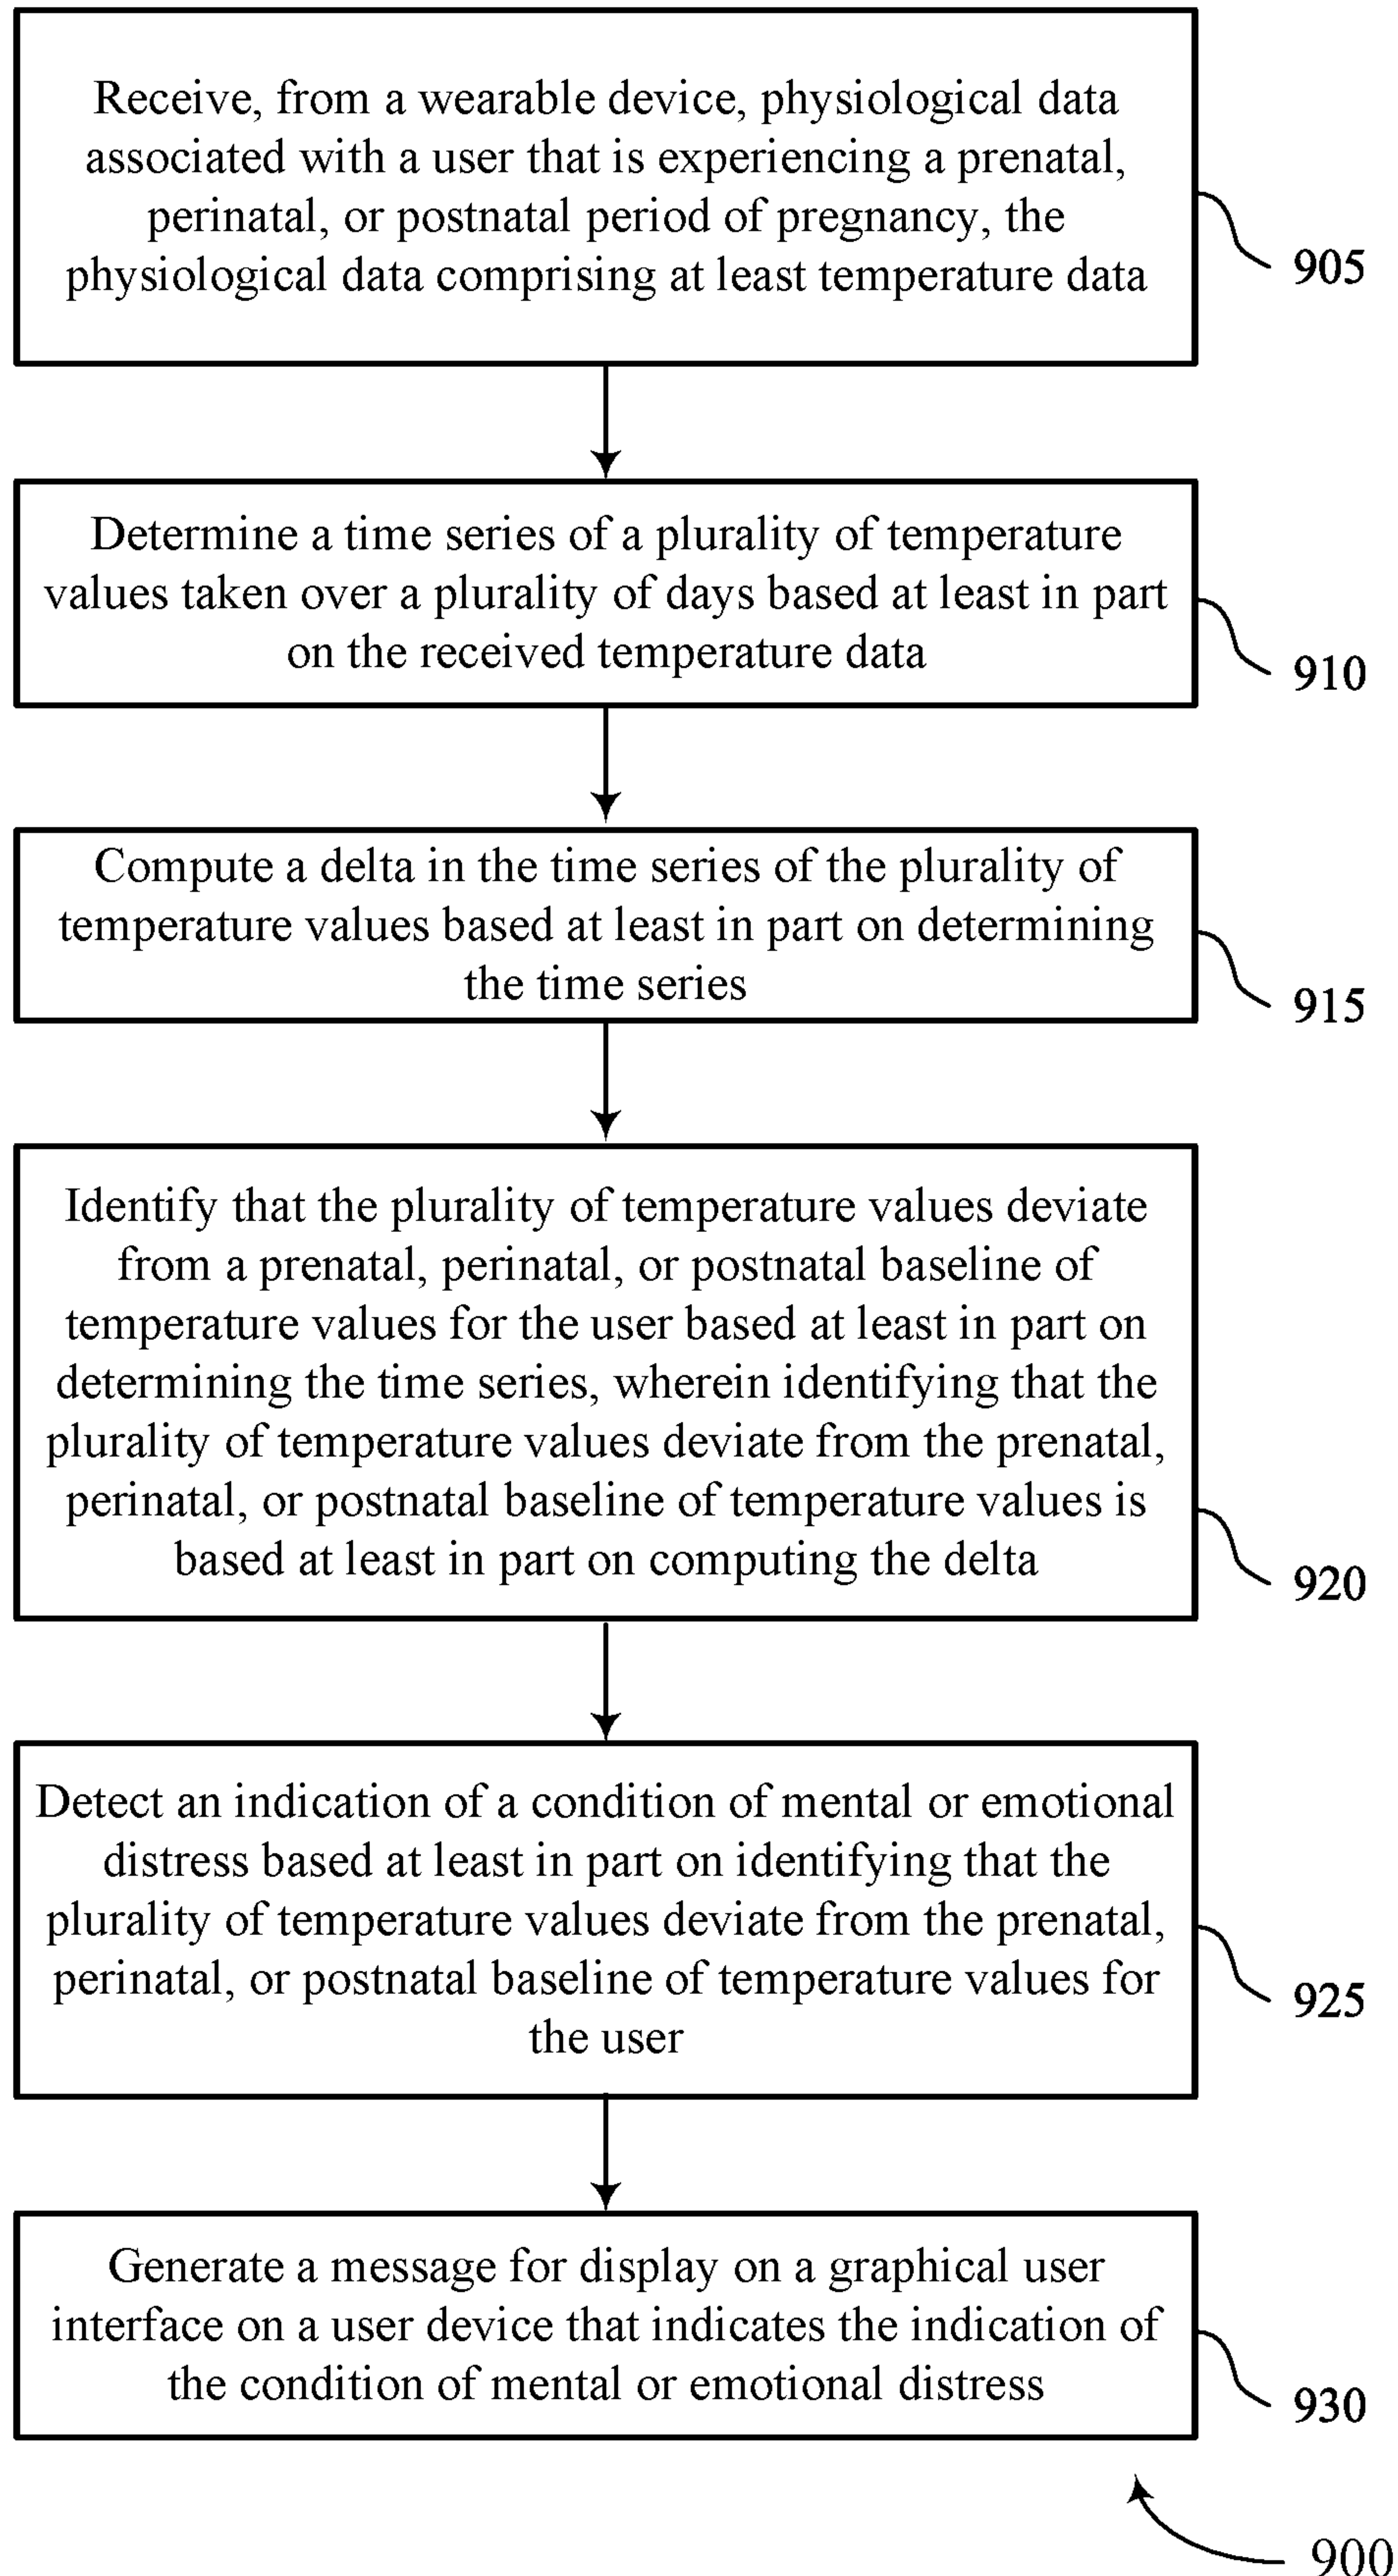 Receive, from a wearable device, physiological data
associated with a user that is experiencing a prenatal,
perinatal, or postnatal period of pregnancy, the
physiological data comprising at least temperature data
905
Determine a time series of a plurality of temperature
values taken over a plurality of days based at least in part
on the received temperature data
910
Compute a delta in the time series of the plurality of
temperature values based at least in part on determining
the time series
915
Identify that the plurality of temperature values deviate
from a prenatal, perinatal, or postnatal baseline of
temperature values for the user based at least in part on
determining the time series, wherein identifying that the
plurality of temperature values deviate from the prenatal,
perinatal, or postnatal baseline of temperature values is
based at least in part on computing the delta
920
Detect an indication of a condition of mental or emotional
distress based at least in part on identifying that the
plurality of temperature values deviate from the prenatal,
perinatal, or postnatal baseline of temperature values for
the user
925
Generate a message for display on a graphical user
interface on a user device that indicates the indication of
the condition of mental or emotional distress
930
900